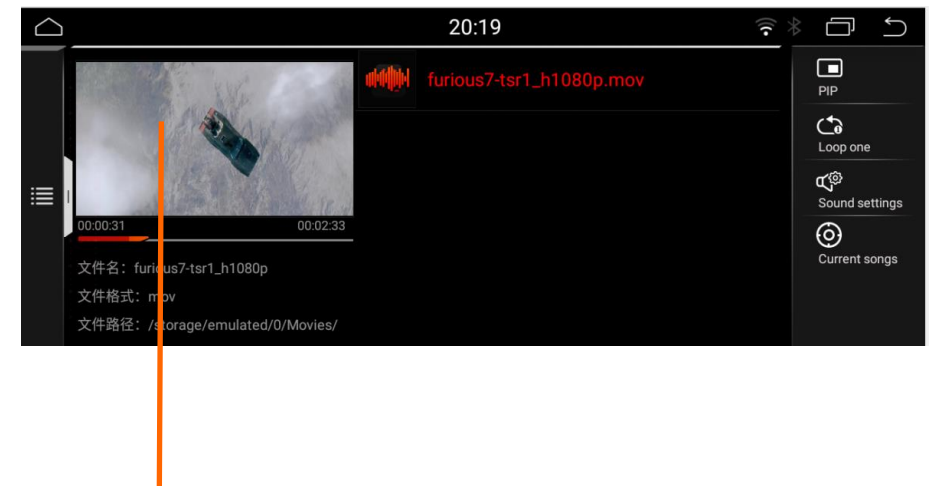 20:19
furious7-tsr1_h1080p.mov
00:00:31 00:02:33
文件名：furious7-tsr1_h1080p
文件格式：mov
文件路径：/storage/emulated/0/Movies/
PIP
Loop one
Sound settings
Current songs